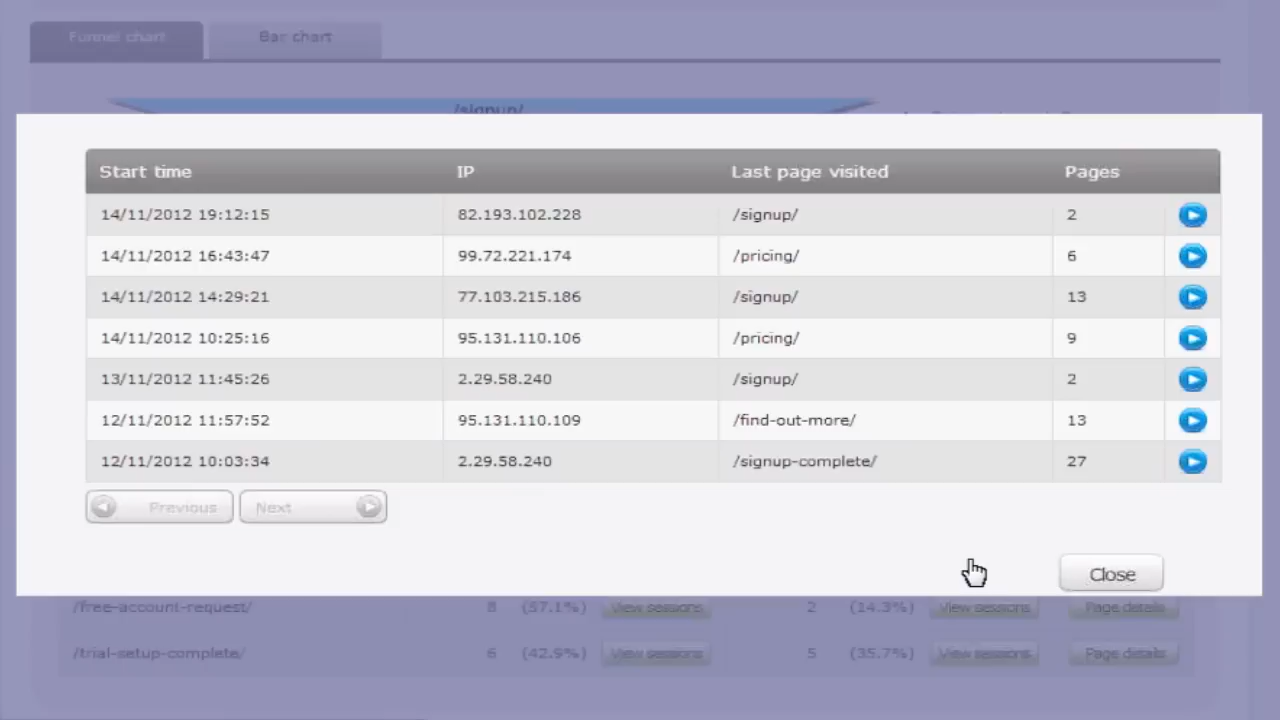 Funnel chart Bar chart
/signup/
Start time IP Last page visited Pages
14/11/2012 19:12:15 82.193.102.228 /signup/ 2
14/11/2012 16:43:47 99.72.221.174 /pricing/ 6
14/11/2012 14:29:21 77.103.215.186 /signup/ 13
14/11/2012 10:25:16 95.131.110.106 /pricing/ 9
13/11/2012 11:45:26 2.29.58.240 /signup/ 2
12/11/2012 11:57:52 95.131.110.109 /find-out-more/ 13
12/11/2012 10:03:34 2.29.58.240 /signup-complete/ 27
Previous Next
Close
/free-account-request/ 8 (57.1%) View sessions 2 (14.3%) View sessions Page details
/trial-setup-complete/ 6 (42.9%) View sessions 5 (35.7%) View sessions Page details